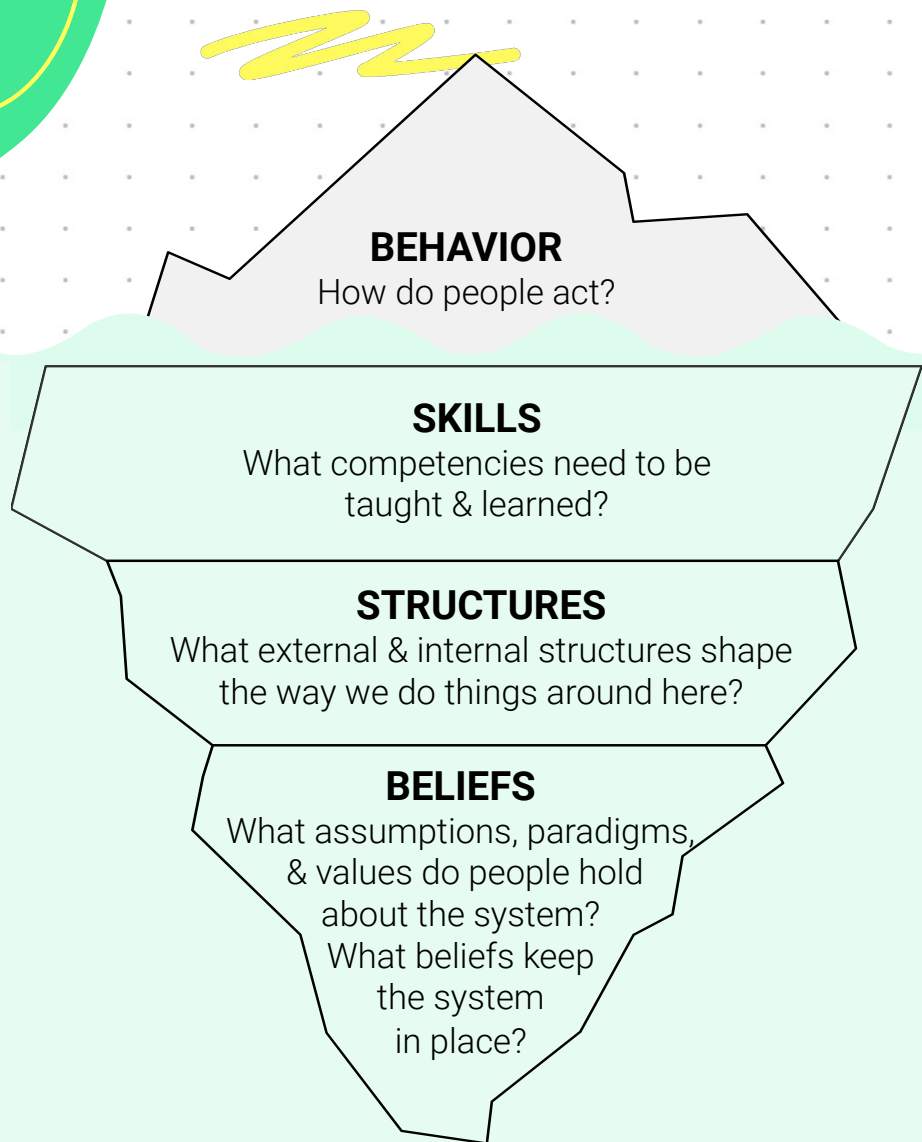 BEHAVIOR
How do people act?
SKILLS
What competencies need to be
taught & learned?
STRUCTURES
What external & internal structures shape
the way we do things around here?
BELIEFS
What assumptions, paradigms,
& values do people hold
about the system?
What beliefs keep
the system
in place?